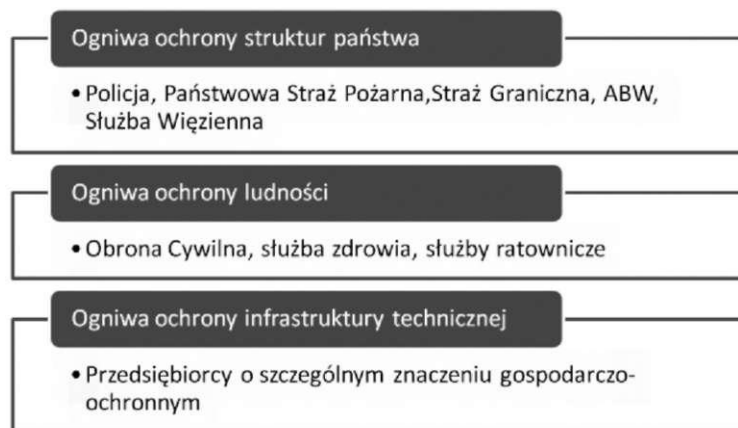 Ogniwa ochrony struktur państwa
• Policja, Państwowa Straż Pożarna,Straż Graniczna, ABW,
Służba Więzienna
Ogniwa ochrony ludności
• Obrona Cywilna, służba zdrowia, służby ratownicze
Ogniwa ochrony infrastruktury technicznej
• Przedsiębiorcy o szczególnym znaczeniu gospodarczo-
ochronnym